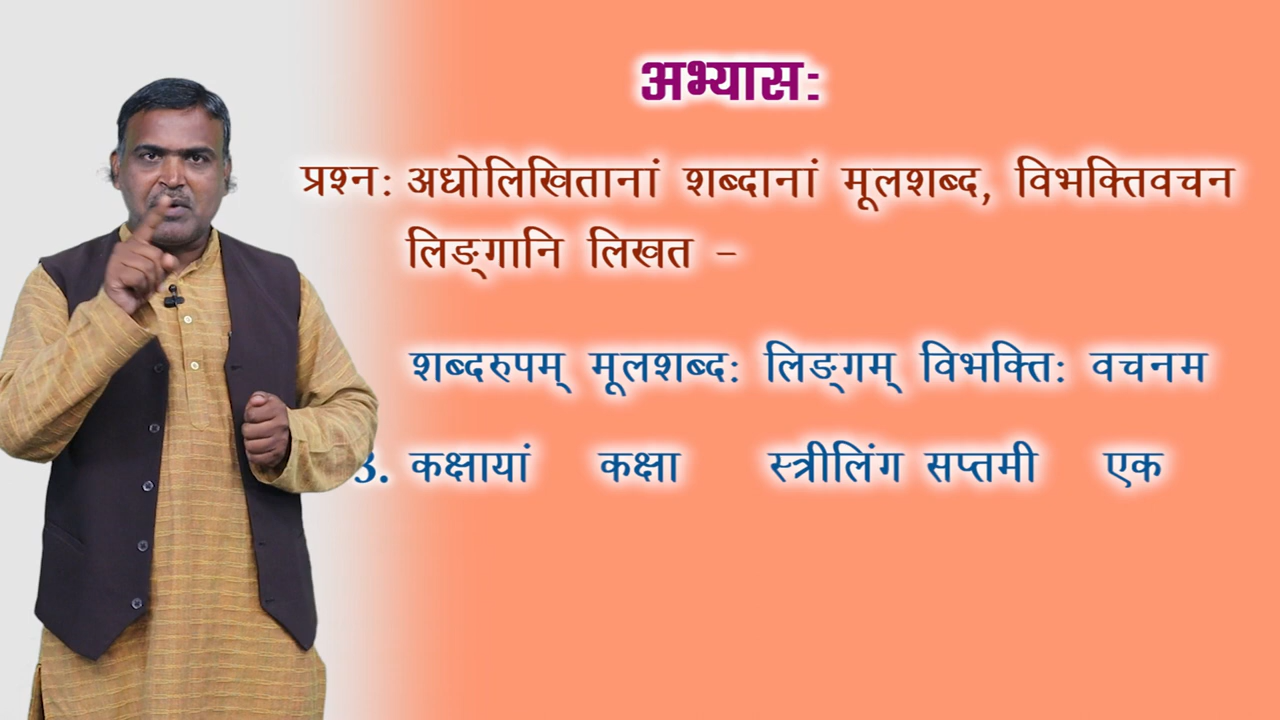 अभ्यास:
प्रश्न: अधोलिखितानां शब्दानां मूलशब्द, विभक्तिवचन
लिङ्गानि लिखत -
शब्दरुपम् मूलशब्द: लिङ्गम् विभक्ति: वचनम
3. कक्षायां कक्षा स्त्रीलिंग सप्तमी एक